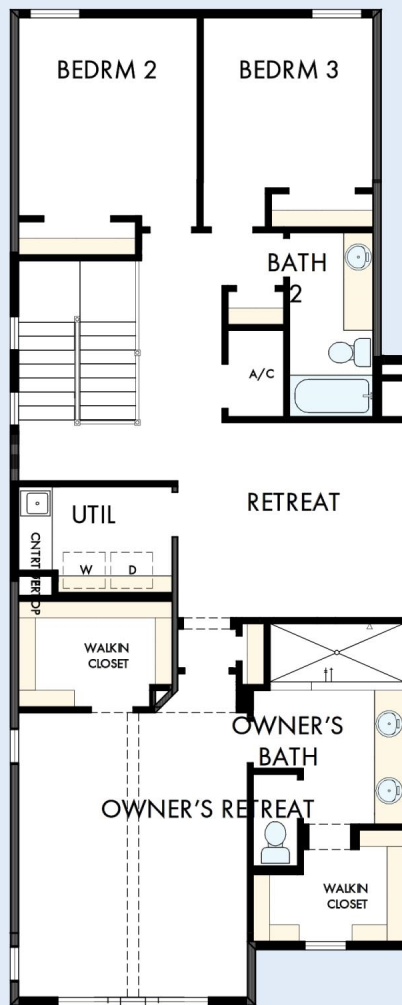 BEDRM 2
BEDRM 3
BATH
2
A/C
RETREAT
UTIL
W
D
CNTRTOP
WALKIN
CLOSET
OWNER'S
BATH
OWNER'S RETREAT
WALKIN
CLOSET